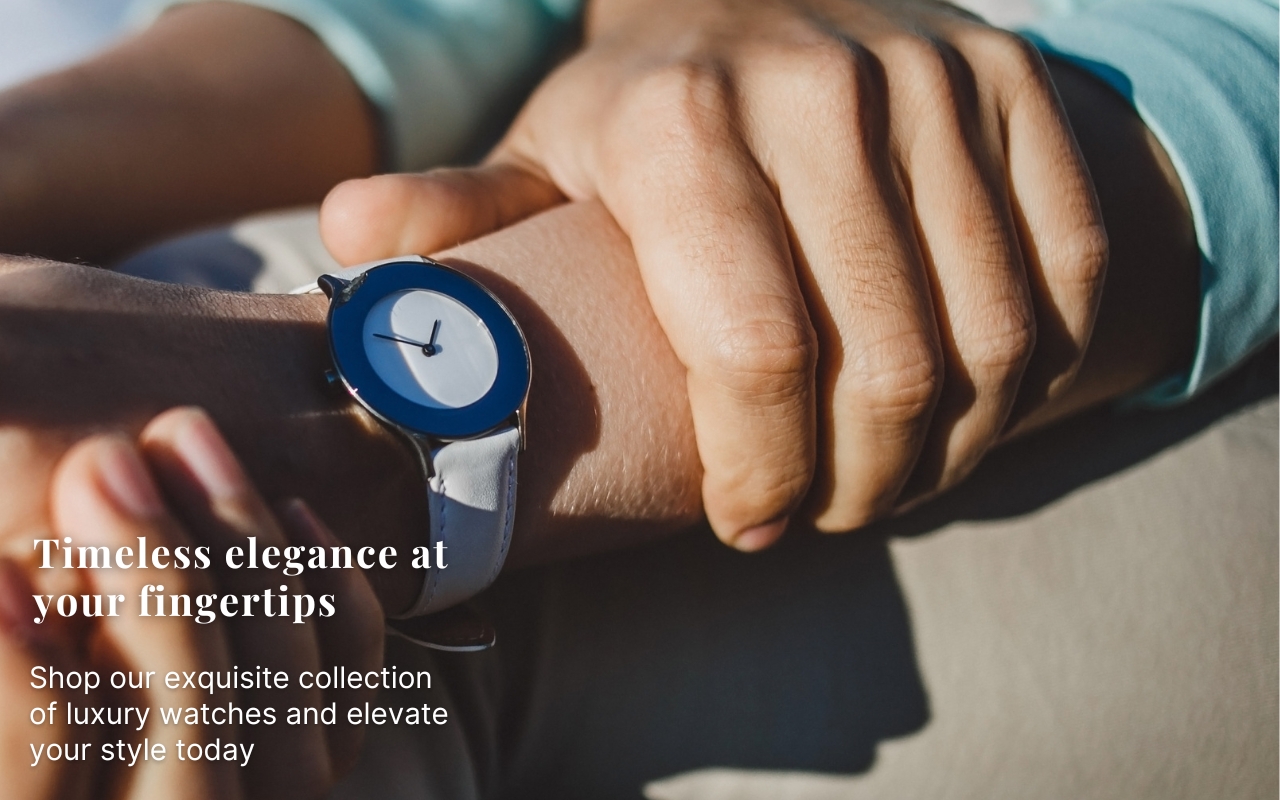 Timeless elegance at
your fingertips
Shop our exquisite collection
of luxury watches and elevate
your style today